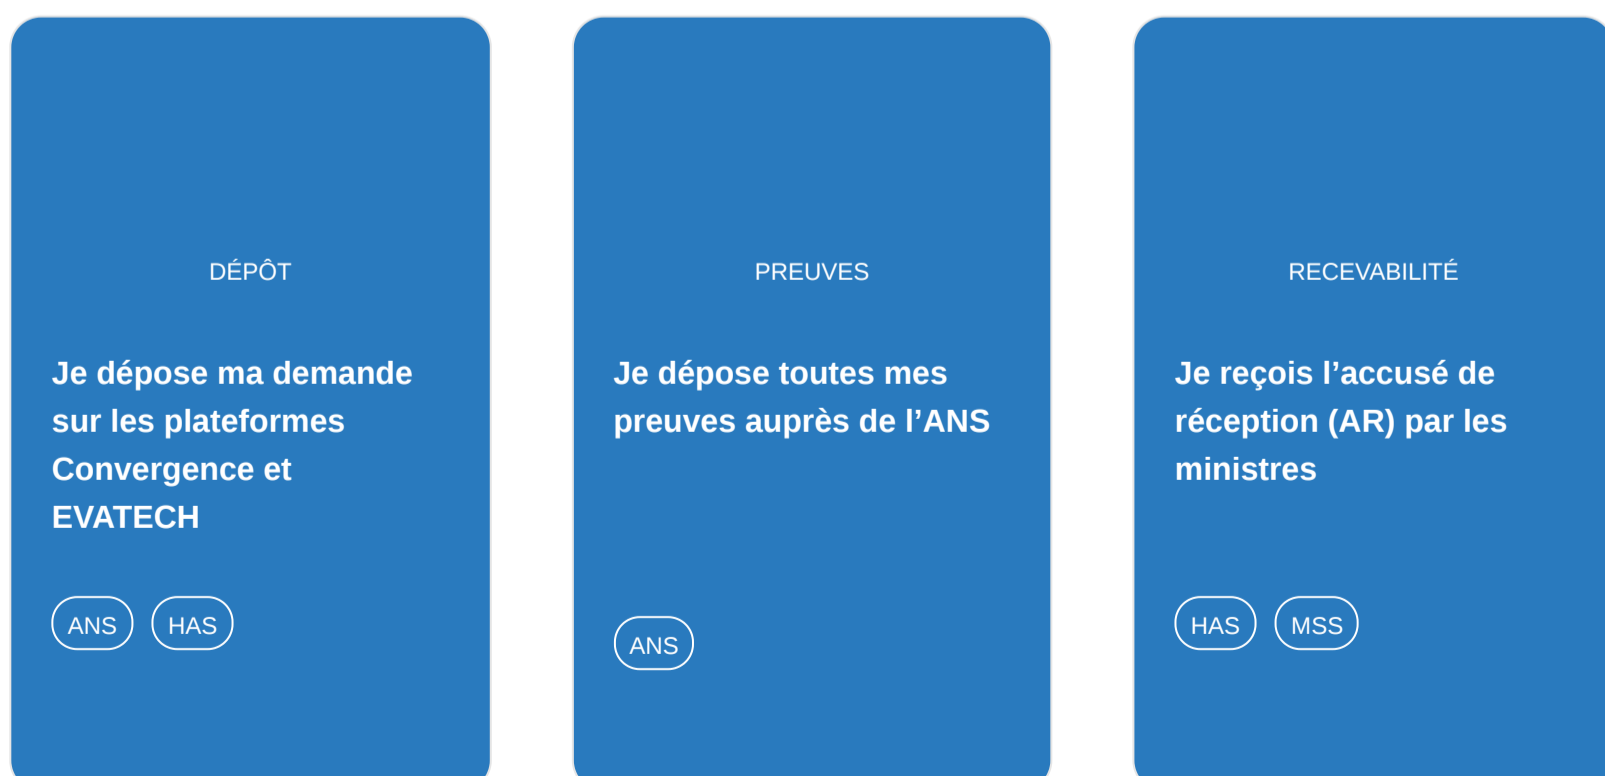 DÉPÔT
Je dépose ma demande
sur les plateformes
Convergence et
EVATECH
ANS HAS
PREUVES
Je dépose toutes mes
preuves auprès de l’ANS
ANS
RECEVABILITÉ
Je reçois l’accusé de
réception (AR) par les
ministres
HAS MSS